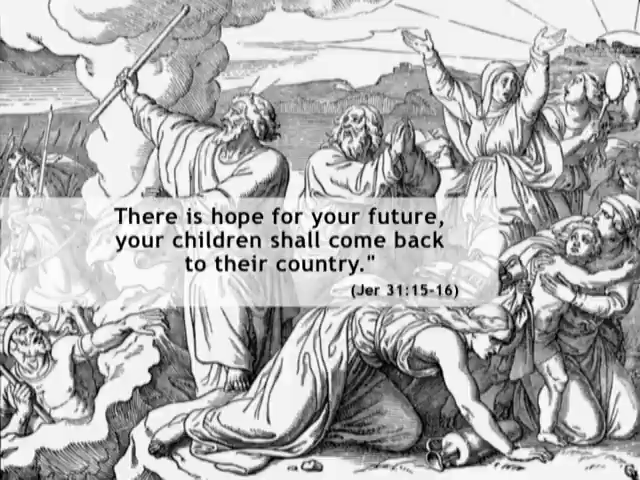 There is hope for your future,
your children shall come back
to their country."
(Jer 31:15-16)